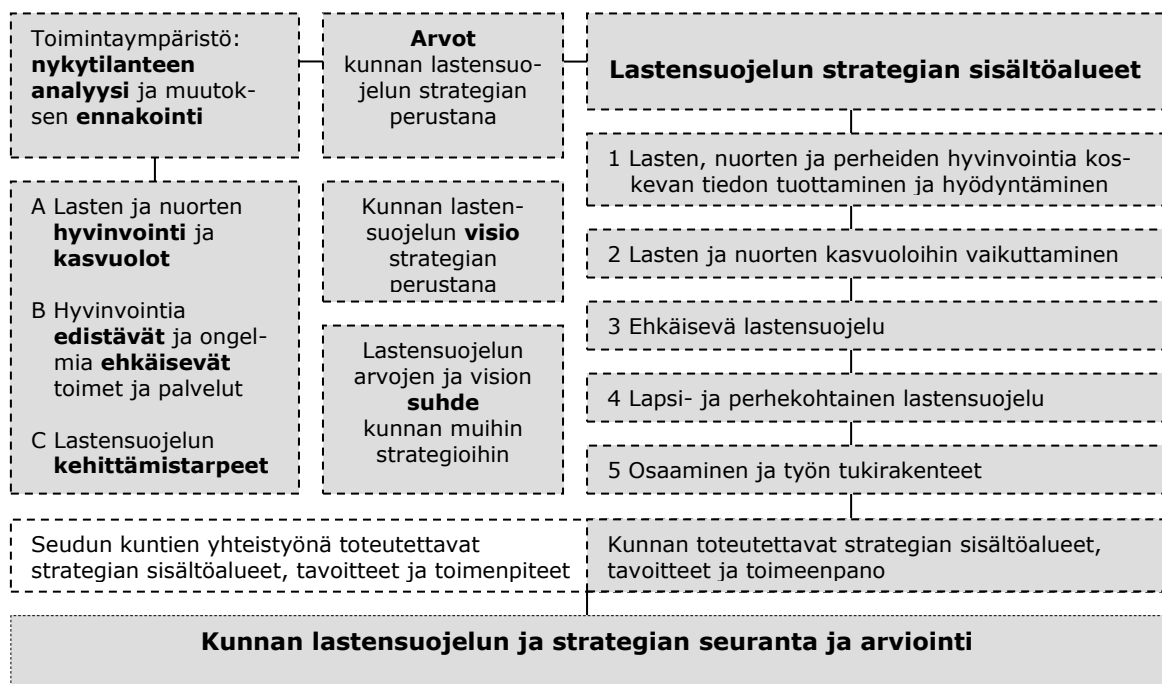 Toimintaympäristö:
nykytilanteen
analyysi ja muutok-
sen ennakointi
A Lasten ja nuorten
hyvinvointi ja
kasvuolot
B Hyvinvointia
edistävät ja ongel-
mia ehkäisevät
toimet ja palvelut
C Lastensuojelun
kehittämistarpeet
Arvot
kunnan lastensuo-
jelun strategian
perustana
Kunnan lasten-
suojelun visio
strategian
perustana
Lastensuojelun
arvojen ja vision
suhde
kunnan muihin
strategioihin
Lastensuojelun strategian sisältöalueet
1 Lasten, nuorten ja perheiden hyvinvointia kos-
kevan tiedon tuottaminen ja hyödyntäminen
2 Lasten ja nuorten kasvuoloihin vaikuttaminen
3 Ehkäisevä lastensuojelu
4 Lapsi- ja perhekohtainen lastensuojelu
5 Osaaminen ja työn tukirakenteet
Seudun kuntien yhteistyönä toteutettavat
strategian sisältöalueet, tavoitteet ja toimenpiteet
Kunnan toteutettavat strategian sisältöalueet,
tavoitteet ja toimeenpano
Kunnan lastensuojelun ja strategian seuranta ja arviointi